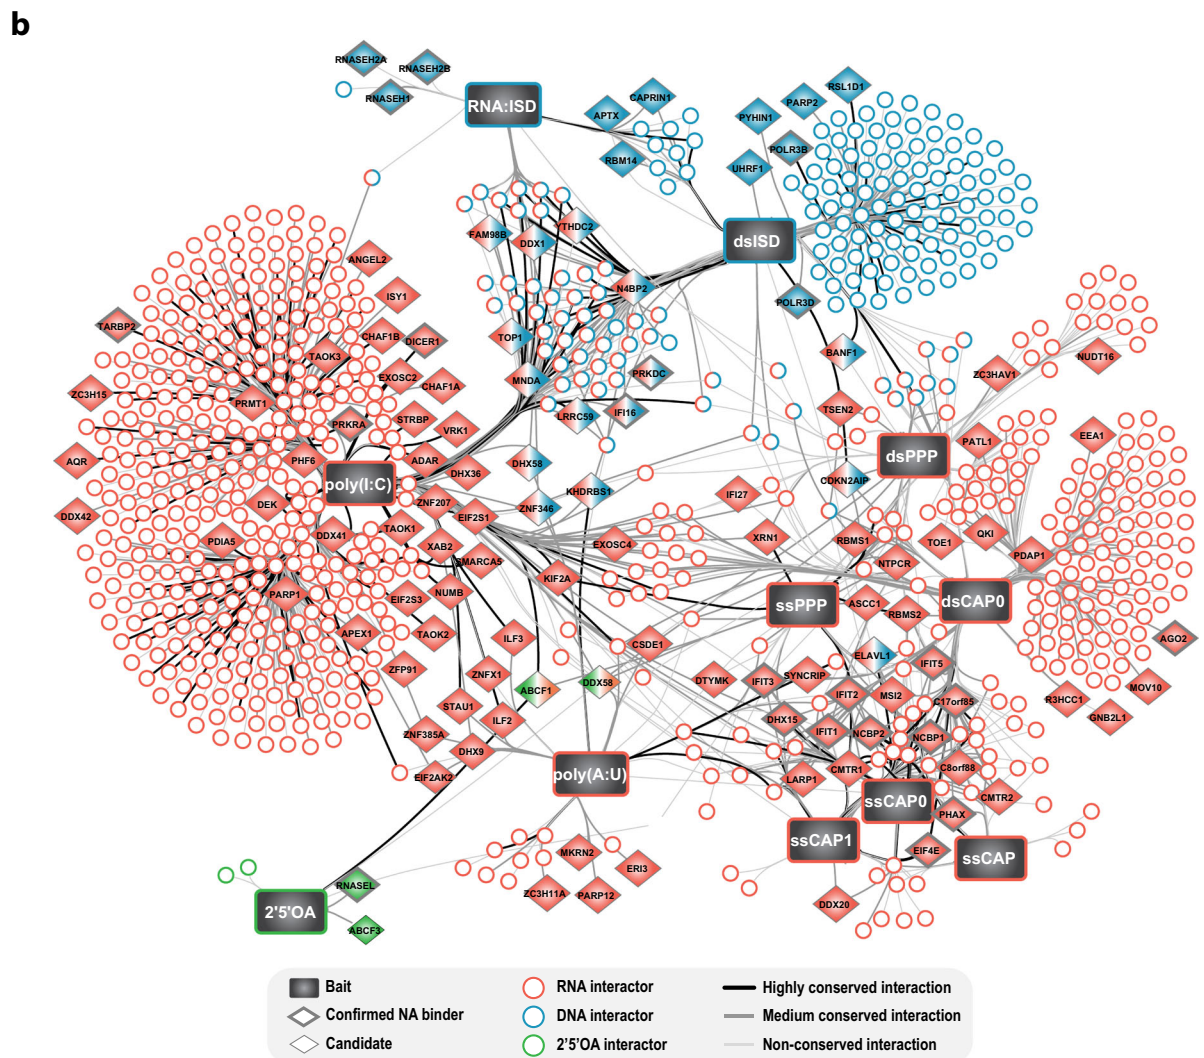 b
RNASEH2A
RNASEH2B
RNASEH1
RNA:ISD
CAPRIN1
APTX
RBM14
RSL1D1
PARP2
PYHIN1
POLR3B
UHRF1
dsISD
POLR3D
FAM98B
DDX1
YTHDC2
N4BP2
TOP1
MNDA
PRKDC
LRRC59
IFI16
BANF1
ANGEL2
ISY1
TARBP2
CHAF1B
DICER1
TAOK3
EXOSC2
CHAF1A
ZC3H15
PRMT1
STRBP
PRKRA
VRK1
AQR
PHF6
ADAR
DHX36
poly(I:C)
DEK
ZNF207
EIF2S1
DDX42
TAOK1
DDX41
PDIA5
XAB2
SMARCA5
PARP1
EIF2S3
NUMB
APEX1
TAOK2
ILF3
ZFP91
ZNFX1
STAU1
ILF2
ZNF385A
DHX9
EIF2AK2
DHX58
KHDRBS1
ZNF346
EXOSC4
KIF2A
CSDE1
ABCF1
DDX58
poly(A:U)
TSEN2
ZC3HAV1
NUDT16
dsPPP
PATL1
EEA1
CDKN2AIP
IFI27
XRN1
RBMS1
TOE1
QKI
PDAP1
NTPCR
ssPPP
dsCAP0
ASCC1
RBMS2
AGO2
MOV10
R3HCC1
GNB2L1
ELAVL1
IFIT5
DTYMK
IFIT3
SYNCRIP
IFIT2
MSI2
C17orf85
DHX15
IFIT1
NCBP2
NCBP1
LARP1
CMTR1
C8orf88
CMTR2
ssCAP0
PHAX
ssCAP1
EIF4E
ssCAP
DDX20
MKRN2
ERI3
ZC3H11A
PARP12
RNASEL
2'5'OA
ABCF3
Bait
RNA interactor
Highly conserved interaction
Confirmed NA binder
DNA interactor
Medium conserved interaction
Candidate
2'5'OA interactor
Non-conserved interaction